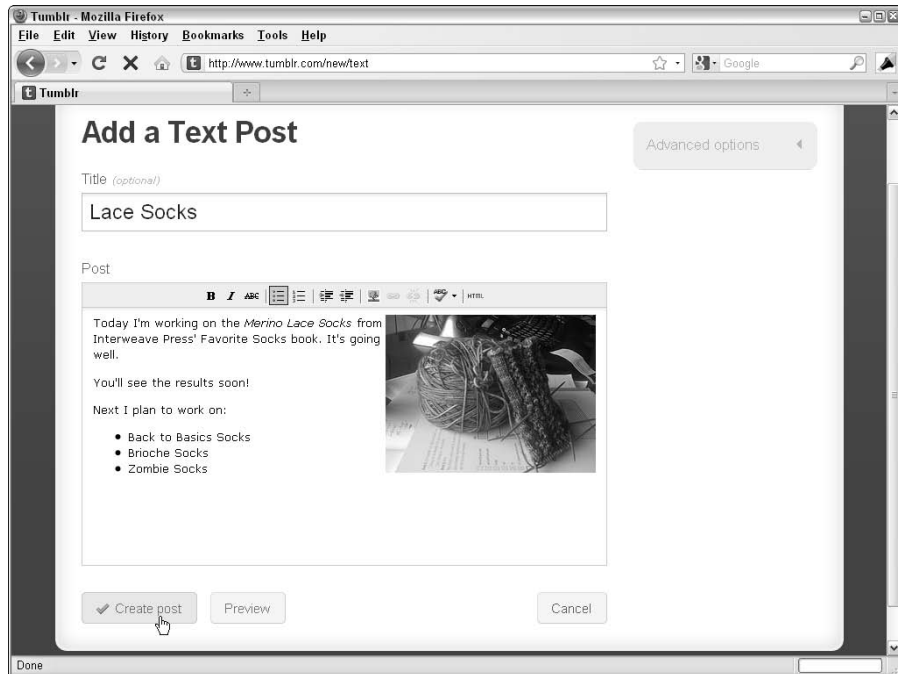 Tumblr - Mozilla Firefox
File Edit View History Bookmarks Tools Help
http://www.tumblr.com/new/text
Google
Tumblr
Add a Text Post
Advanced options
Title (optional)
Lace Socks
Post
B I ABC ABC HTML
Today I'm working on the Merino Lace Socks from
Interweave Press' Favorite Socks book. It's going
well.
You'll see the results soon!
Next I plan to work on:
• Back to Basics Socks
• Brioche Socks
• Zombie Socks
Create post Preview Cancel
Done